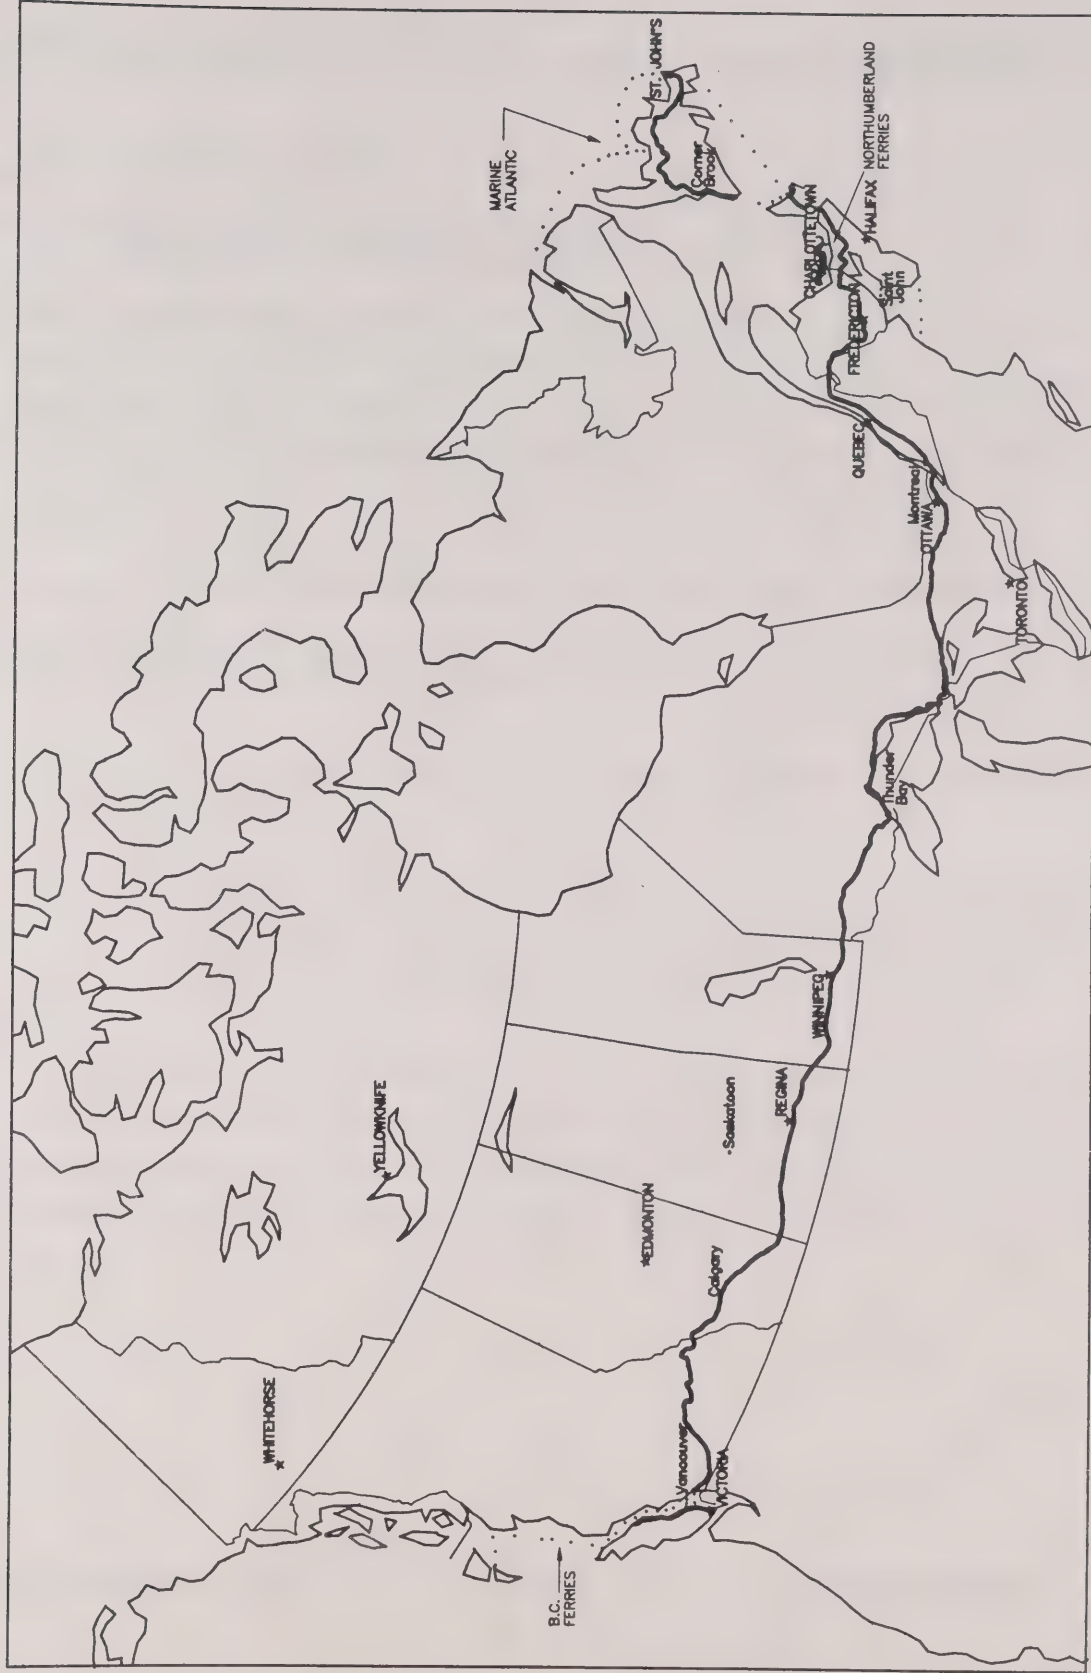 WHITEHORSE
YELLOWKNIFE
B.C.
FERRIES
Vancouver
VICTORIA
EDMONTON
Calgary
Saskatoon
REGINA
WINNIPEG
Thunder
Bay
TORONTO
OTTAWA
Montreal
QUEBEC
FREDERICTON
Saint
John
CHARLOTTETOWN
HALIFAX
NORTHUMBERLAND
FERRIES
MARINE
ATLANTIC
Corner
Brook
ST. JOHN'S